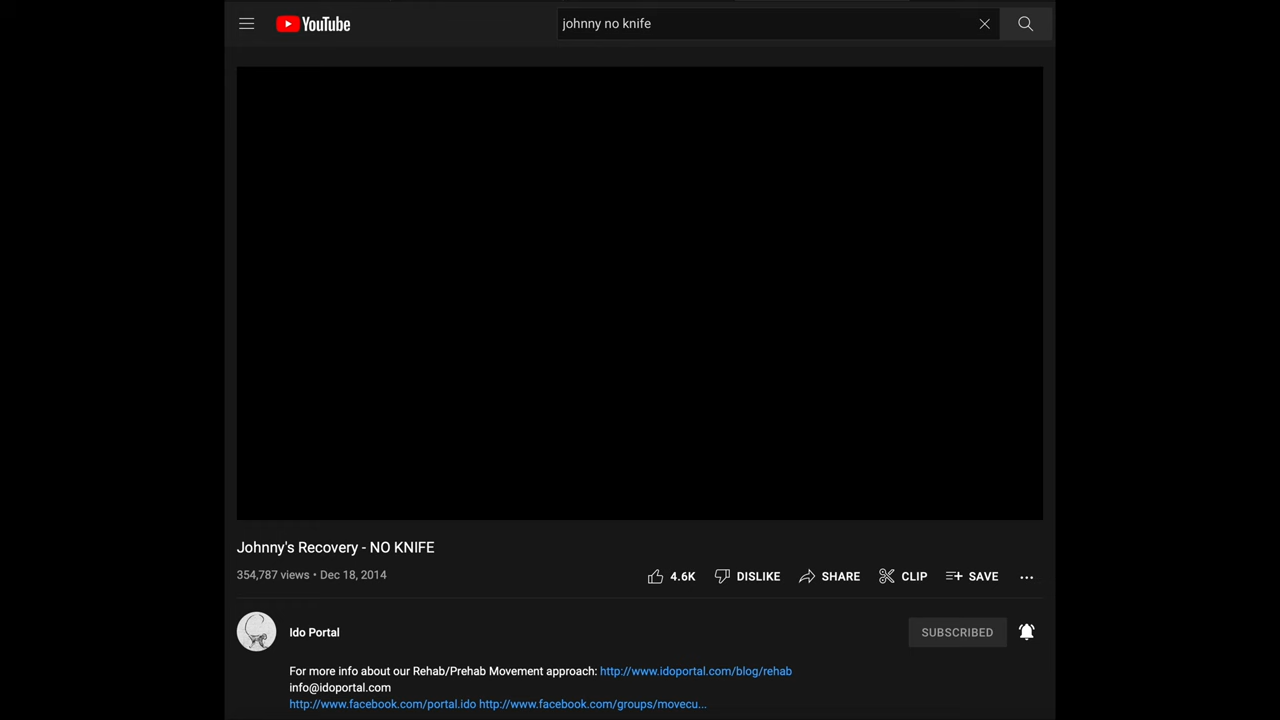 YouTube
johnny no knife
Johnny's Recovery - NO KNIFE
354,787 views • Dec 18, 2014
4.6K DISLIKE SHARE CLIP SAVE
Ido Portal
SUBSCRIBED
For more info about our Rehab/Prehab Movement approach: http://www.idoportal.com/blog/rehab
info@idoportal.com
http://www.facebook.com/portal.ido http://www.facebook.com/groups/movecu...